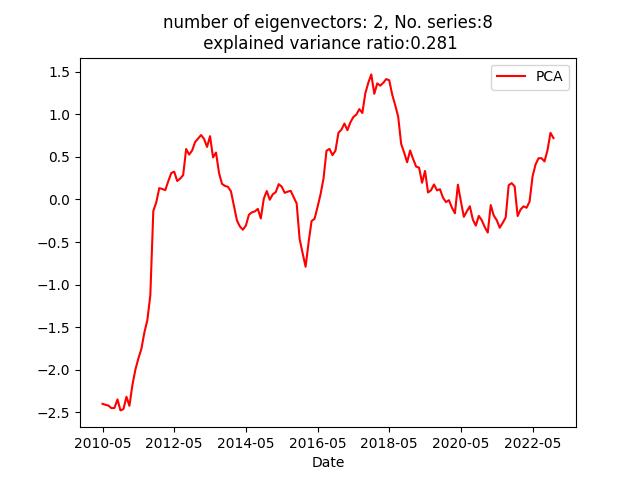 number of eigenvectors: 2, No. series:8
explained variance ratio:0.281
PCA
1.5
1.0
0.5
0.0
−0.5
−1.0
−1.5
−2.0
−2.5
2010-05 2012-05 2014-05 2016-05 2018-05 2020-05 2022-05
Date